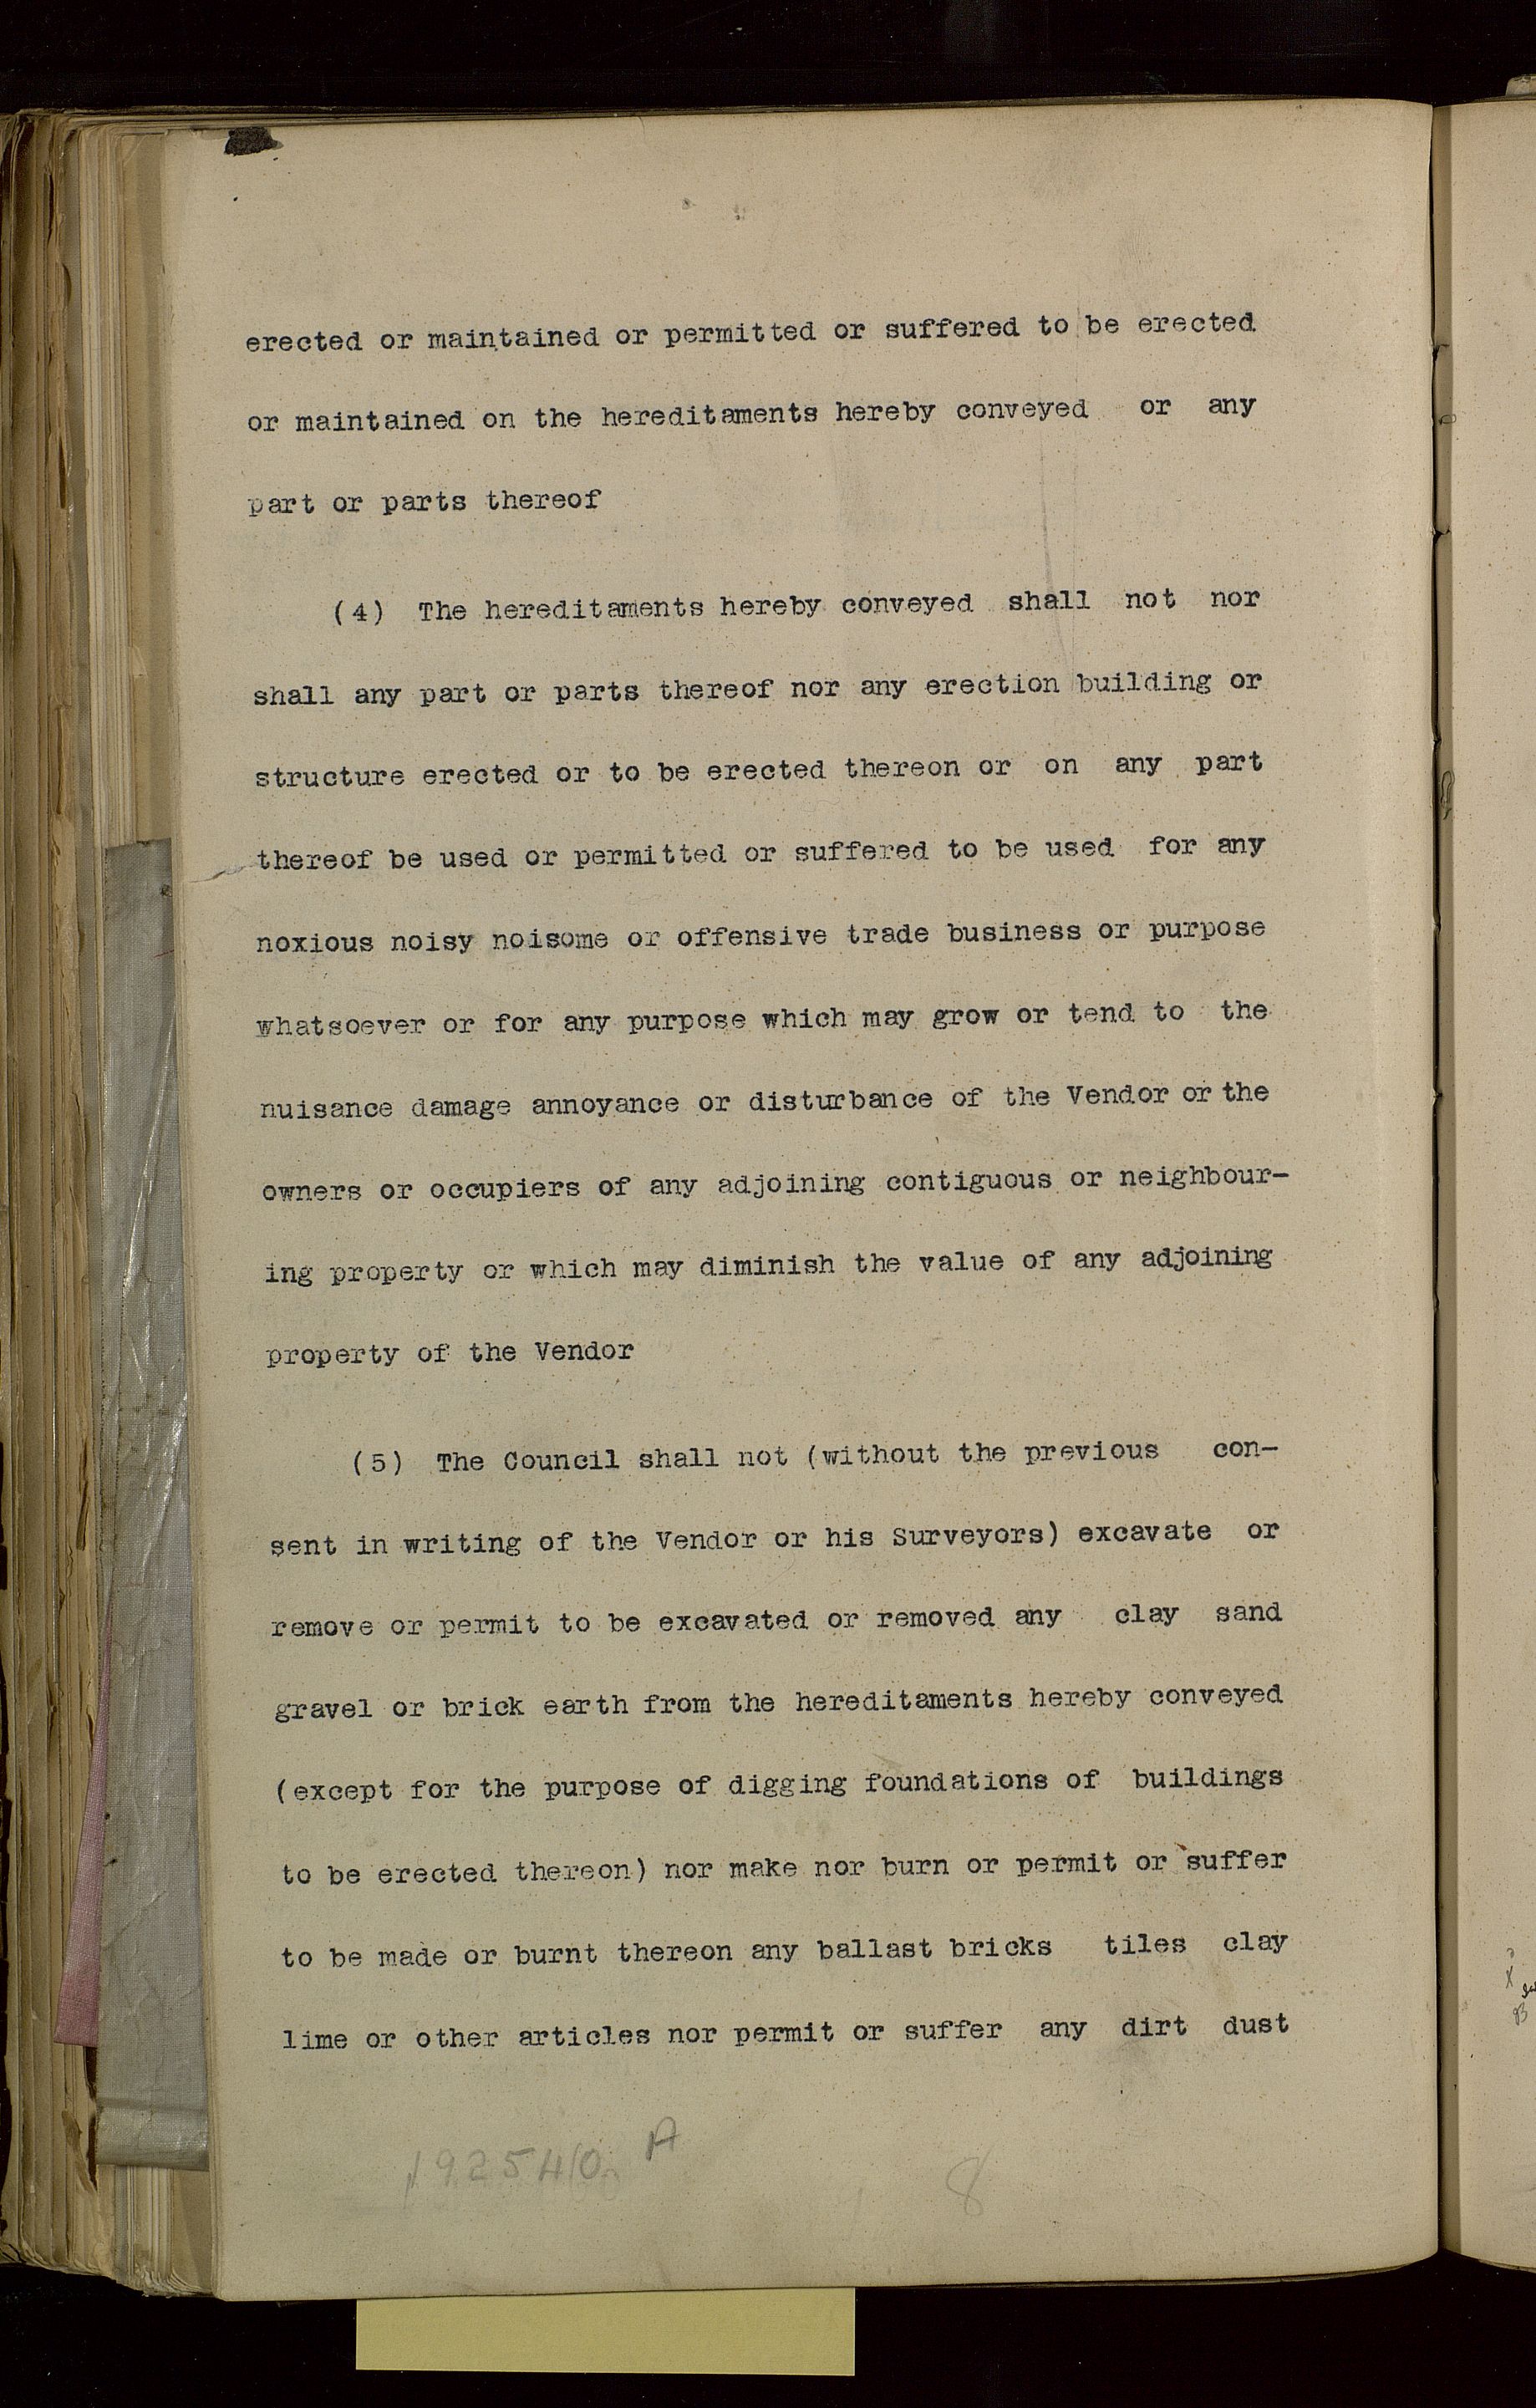 erected or maintained or permitted or suffered to be erected
or maintained on the hereditaments hereby conveyed or any
part or parts thereof
(4) The hereditaments hereby conveyed shall not nor
shall any part or parts thereof nor any erection building or
structure erected or to be erected thereon or on any part
thereof be used or permitted or suffered to be used for any
noxious noisy noisome or offensive trade business or purpose
whatsoever or for any purpose which may grow or tend to the
nuisance damage annoyance or disturbance of the Vendor or the
owners or occupiers of any adjoining contiguous or neighbour-
ing property or which may diminish the value of any adjoining
property of the Vendor
(5) The Council shall not (without the previous con-
sent in writing of the Vendor or his Surveyors) excavate or
remove or permit to be excavated or removed any clay sand
gravel or brick earth from the hereditaments hereby conveyed
(except for the purpose of digging foundations of buildings
to be erected thereon) nor make nor burn or permit or suffer
to be made or burnt thereon any ballast bricks tiles clay
lime or other articles nor permit or suffer any dirt dust
192540 A
8